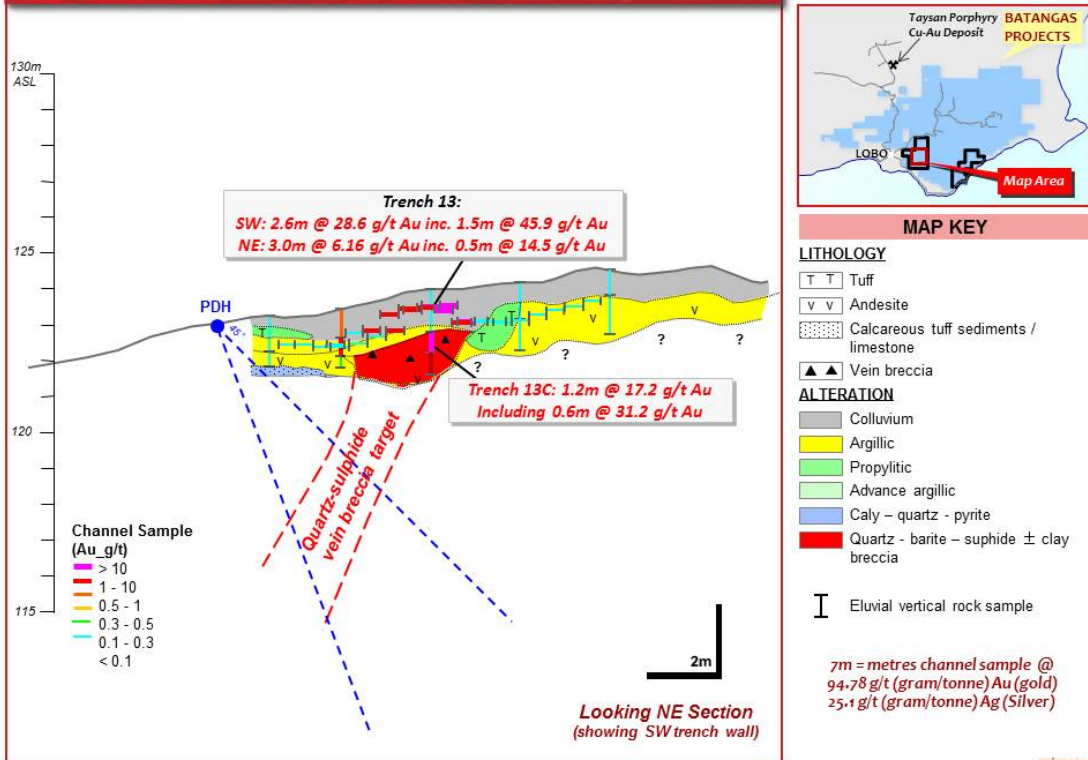 130m
ASL
127
125
120
115
Trench 13:
SW: 2.6m @ 28.6 g/t Au inc. 1.5m @ 45.9 g/t Au
NE: 3.0m @ 6.16 g/t Au inc. 0.5m @ 14.5 g/t Au
PDH
45°
T
T
T
V
V
V
V
V
V
V
?
?
?
?
Trench 13C: 1.2m @ 17.2 g/t Au
Including 0.6m @ 31.2 g/t Au
Quartz-sulphide
vein breccia target
Channel Sample
(Au_g/t)
> 10
1 - 10
0.5 - 1
0.3 - 0.5
0.1 - 0.3
< 0.1
2m
Looking NE Section
(showing SW trench wall)
Taysan Porphyry
Cu-Au Deposit
BATANGAS
PROJECTS
LOBO
Map Area
MAP KEY
LITHOLOGY
T T Tuff
V V Andesite
Calcareous tuff sediments /
limestone
Vein breccia
ALTERATION
Colluvium
Argillic
Propylitic
Advance argillic
Caly – quartz - pyrite
Quartz - barite – suphide ± clay
breccia
Eluvial vertical rock sample
7m = metres channel sample @
94.78 g/t (gram/tonne) Au (gold)
25.1 g/t (gram/tonne) Ag (Silver)